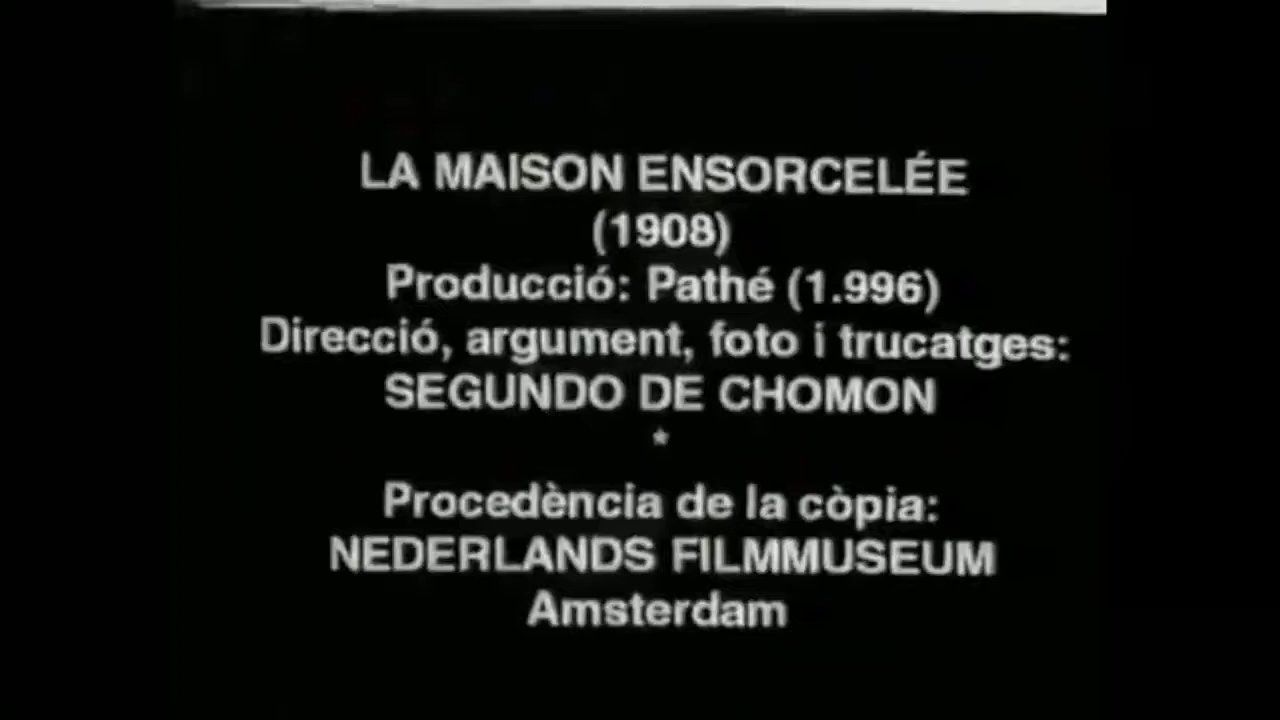 LA MAISON ENSORCELÉE
(1908)
Producció: Pathé (1.996)
Direcció, argument, foto i trucatges:
SEGUNDO DE CHOMON
*
Procedència de la còpia:
NEDERLANDS FILMMUSEUM
Amsterdam